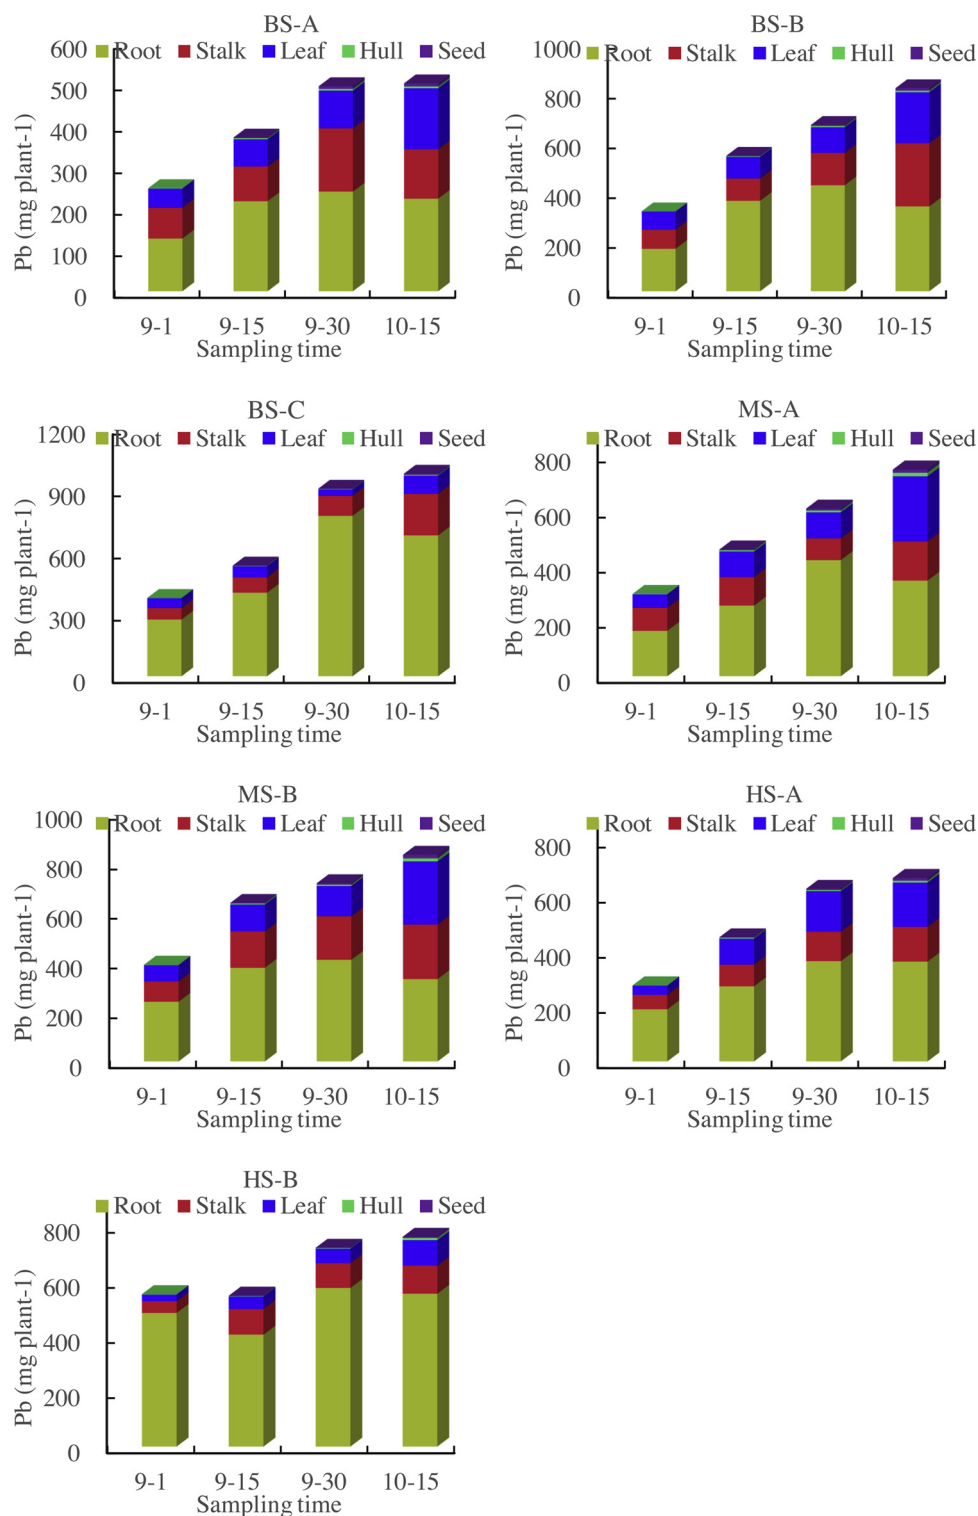 BS-A
Root Stalk Leaf Hull Seed
600
500
400
300
200
100
0
Pb (mg plant-1)
9-1 9-15 9-30 10-15
Sampling time
BS-B
Root Stalk Leaf Hull Seed
1000
800
600
400
200
0
Pb (mg plant-1)
9-1 9-15 9-30 10-15
Sampling time
BS-C
Root Stalk Leaf Hull Seed
1200
900
600
300
0
Pb (mg plant-1)
9-1 9-15 9-30 10-15
Sampling time
MS-A
Root Stalk Leaf Hull Seed
800
600
400
200
0
Pb (mg plant-1)
9-1 9-15 9-30 10-15
Sampling time
MS-B
Root Stalk Leaf Hull Seed
1000
800
600
400
200
0
Pb (mg plant-1)
9-1 9-15 9-30 10-15
Sampling time
HS-A
Root Stalk Leaf Hull Seed
800
600
400
200
0
Pb (mg plant-1)
9-1 9-15 9-30 10-15
Sampling time
HS-B
Root Stalk Leaf Hull Seed
800
600
400
200
0
Pb (mg plant-1)
9-1 9-15 9-30 10-15
Sampling time